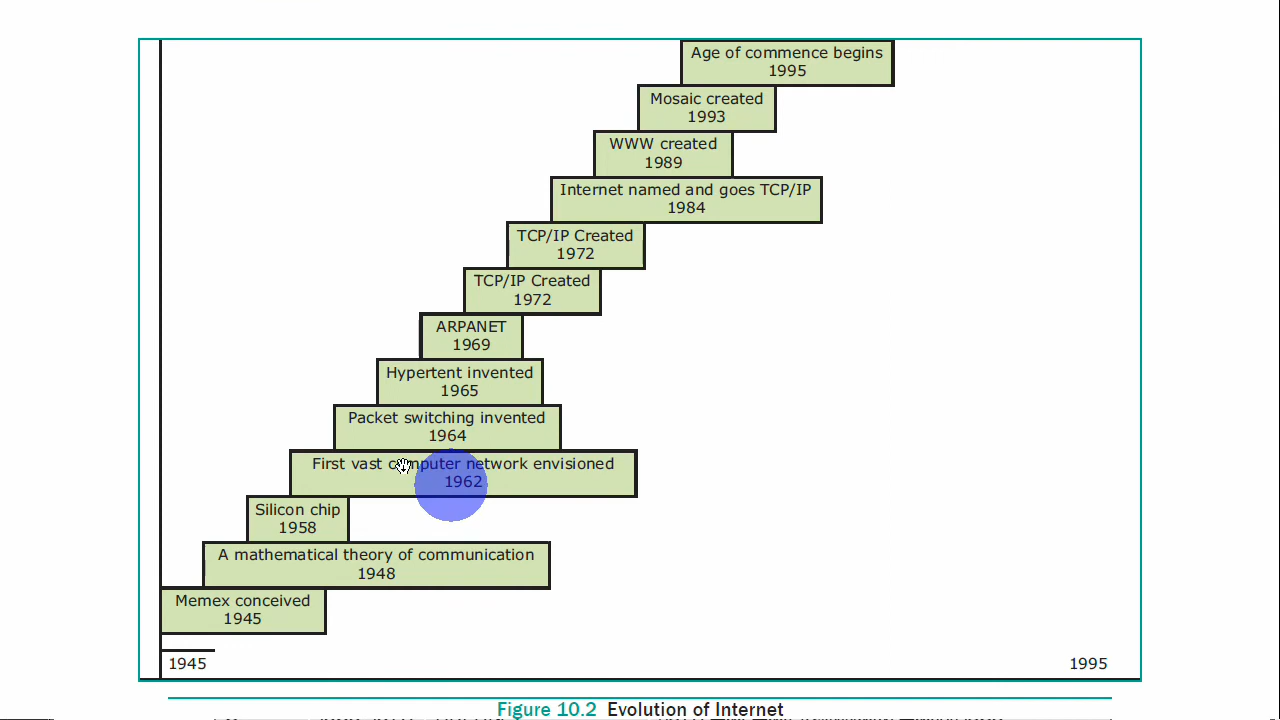 Age of commence begins
1995
Mosaic created
1993
WWW created
1989
Internet named and goes TCP/IP
1984
TCP/IP Created
1972
TCP/IP Created
1972
ARPANET
1969
Hypertent invented
1965
Packet switching invented
1964
First vast computer network envisioned
1962
Silicon chip
1958
A mathematical theory of communication
1948
Memex conceived
1945
1945 1995
Figure 10.2 Evolution of Internet